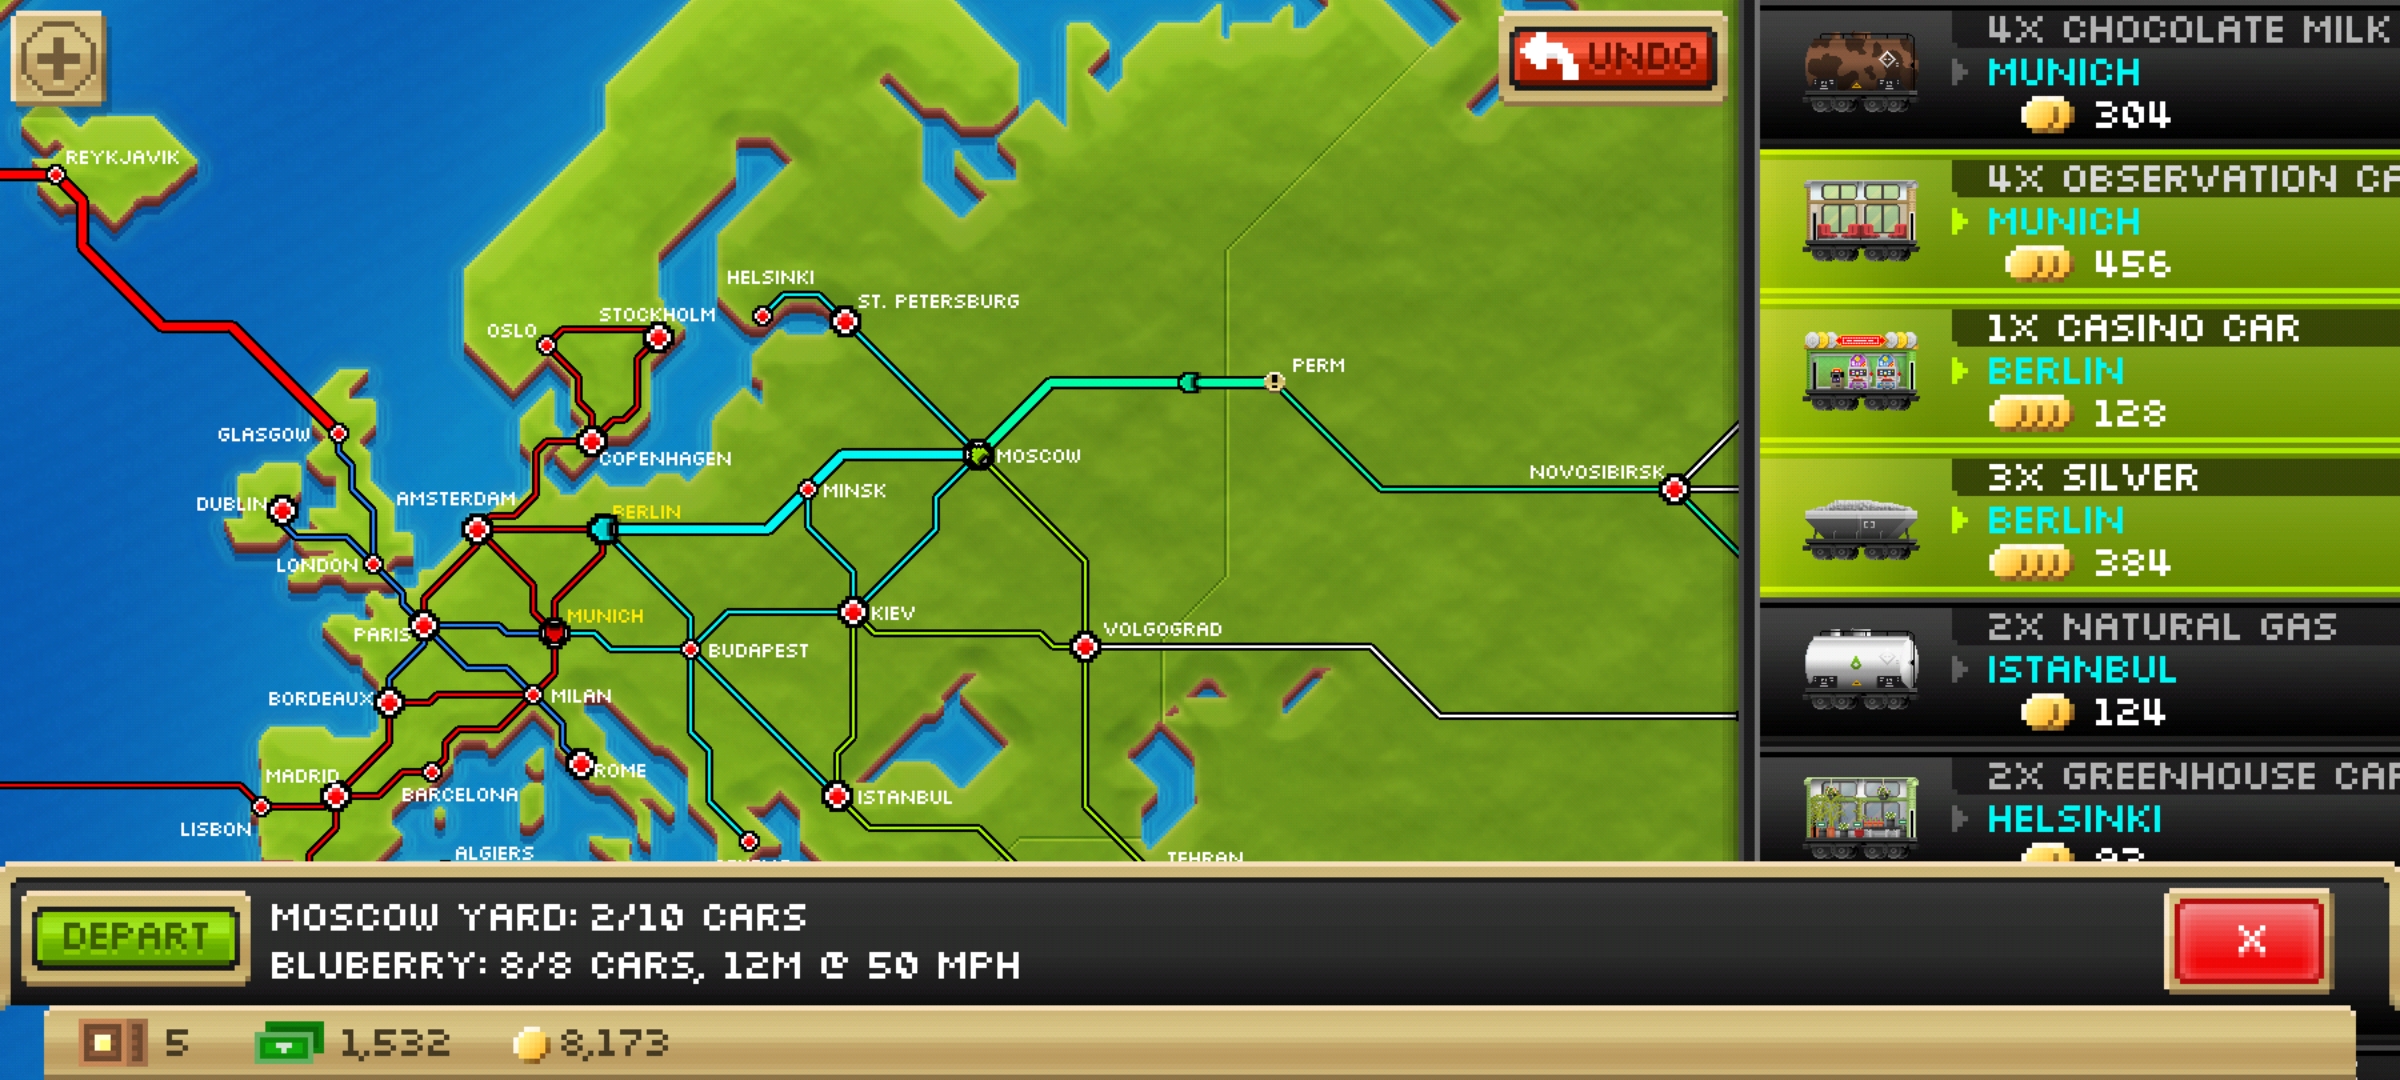 UNDO
REYKJAVIK
HELSINKI
ST. PETERSBURG
STOCKHOLM
OSLO
PERM
GLASGOW
COPENHAGEN
MOSCOW
NOVOSIBIRSK
MINSK
DUBLIN
AMSTERDAM
BERLIN
LONDON
MUNICH
KIEV
VOLGOGRAD
PARIS
BUDAPEST
BORDEAUX
MILAN
MADRID
ROME
BARCELONA
ISTANBUL
LISBON
ALGIERS
TEHRAN
4X CHOCOLATE MILK
MUNICH
304
4X OBSERVATION CA
MUNICH
456
1X CASINO CAR
BERLIN
128
3X SILVER
BERLIN
384
2X NATURAL GAS
ISTANBUL
124
2X GREENHOUSE CAR
HELSINKI
DEPART
MOSCOW YARD: 2/10 CARS
BLUBERRY: 8/8 CARS, 12M @ 50 MPH
X
5 1,532 8,173